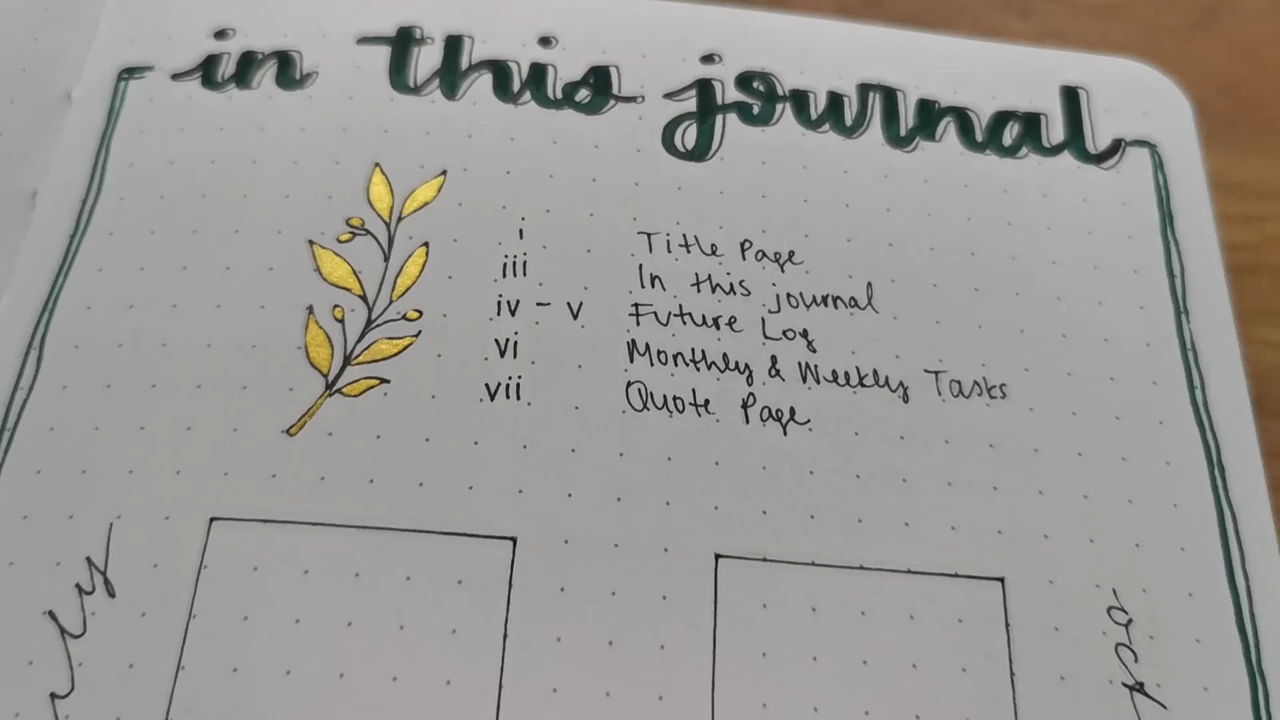 in this journal
i Title Page
iii In this journal
iv - v Future Log
vi Monthly & Weekly Tasks
vii Quote Page